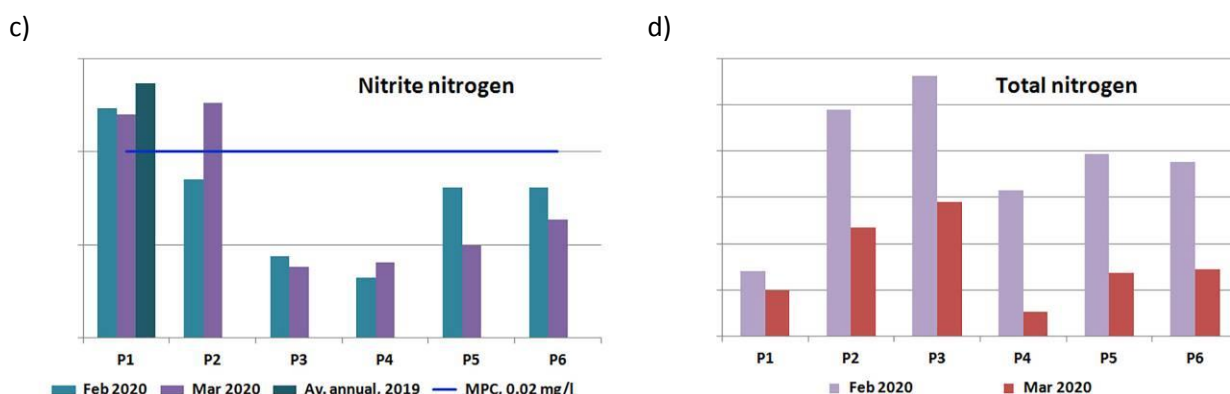 c)
d)
Nitrite nitrogen
P1 P2 P3 P4 P5 P6
Feb 2020 Mar 2020 Av. annual, 2019 MPC, 0.02 mg/l
Total nitrogen
P1 P2 P3 P4 P5 P6
Feb 2020 Mar 2020